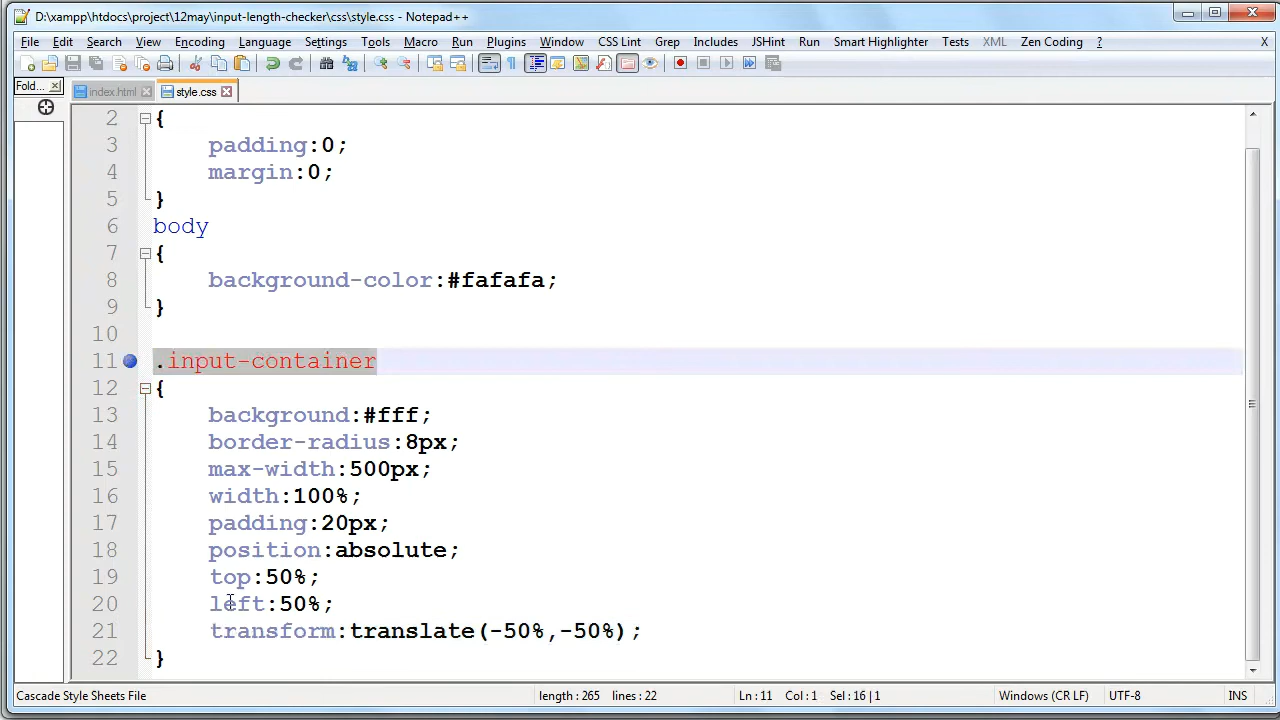 D:\xampp\htdocs\project\12may\input-length-checker\css\style.css - Notepad++
File Edit Search View Encoding Language Settings Tools Macro Run Plugins Window CSS Lint Grep Includes JSHint Run Smart Highlighter Tests XML Zen Coding ? X
Fold... index.html style.css
2 {
3 padding:0;
4 margin:0;
5 }
6 body
7 {
8 background-color:#fafafa;
9 }
10
11 .input-container
12 {
13 background:#fff;
14 border-radius:8px;
15 max-width:500px;
16 width:100%;
17 padding:20px;
18 position:absolute;
19 top:50%;
20 left:50%;
21 transform:translate(-50%,-50%);
22 }
Cascade Style Sheets File length : 265 lines : 22 Ln : 11 Col : 1 Sel : 16 | 1 Windows (CR LF) UTF-8 INS